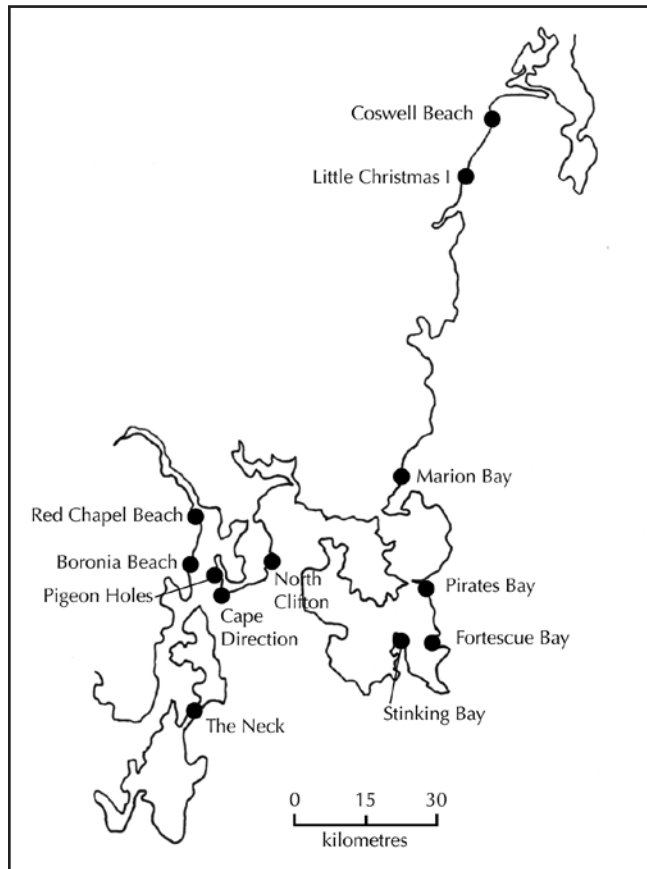 Coswell Beach
Little Christmas I
Marion Bay
Red Chapel Beach
Boronia Beach
Pigeon Holes
North
Clifton
Cape
Direction
Pirates Bay
Fortescue Bay
Stinking Bay
The Neck
0 15 30
kilometres